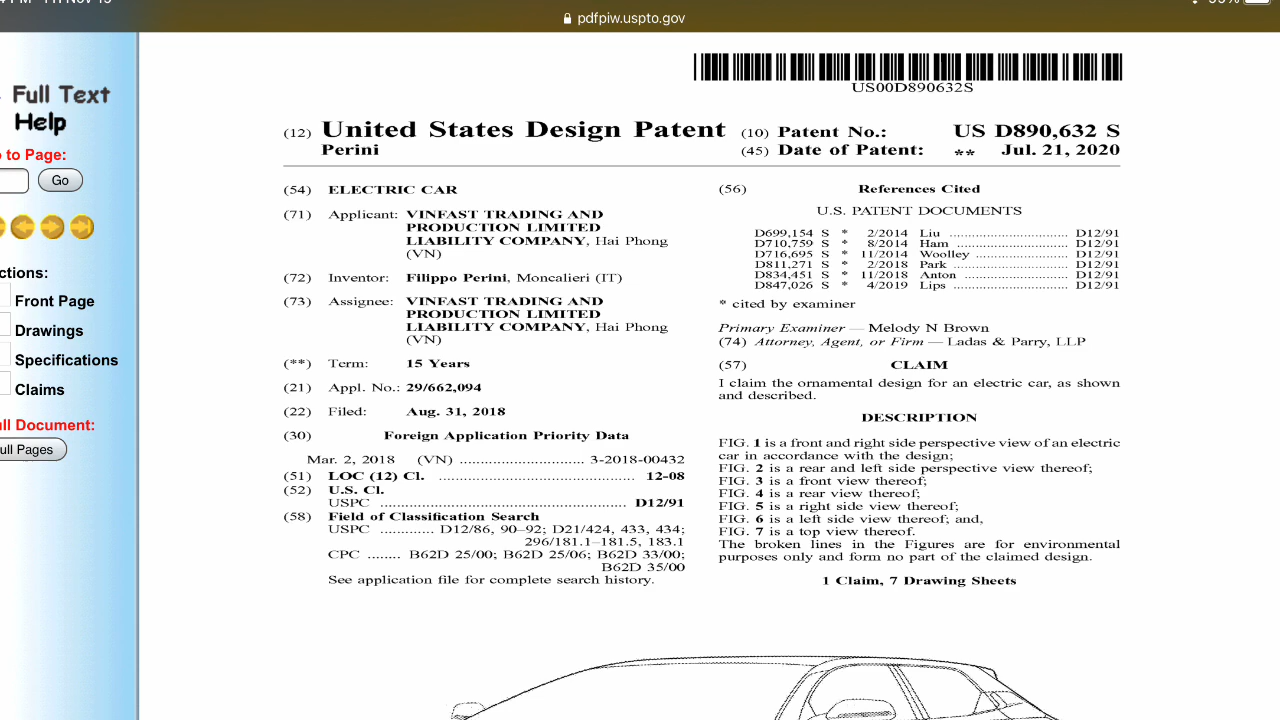 pdfpiw.uspto.gov
Full Text
Help
to Page:
Go
Front Page
Drawings
Specifications
Claims
Document:
Pages
US00D890632S
(12) United States Design Patent
Perini
(10) Patent No.: US D890,632 S
(45) Date of Patent: ** Jul. 21, 2020
(54) ELECTRIC CAR
(71) Applicant: VINFAST TRADING AND
PRODUCTION LIMITED
LIABILITY COMPANY, Hai Phong
(VN)
(72) Inventor: Filippo Perini, Moncalieri (IT)
(73) Assignee: VINFAST TRADING AND
PRODUCTION LIMITED
LIABILITY COMPANY, Hai Phong
(VN)
(**) Term: 15 Years
(21) Appl. No.: 29/662,094
(22) Filed: Aug. 31, 2018
(30) Foreign Application Priority Data
Mar. 2, 2018 (VN) .............................. 3-2018-00432
(51) LOC (12) Cl. ............................................... 12-08
(52) U.S. Cl.
USPC .................................................... D12/91
(58) Field of Classification Search
USPC ............. D12/86, 90–92; D21/424, 433, 434;
296/181.1–181.5, 183.1
CPC ........ B62D 25/00; B62D 25/06; B62D 33/00;
B62D 35/00
See application file for complete search history.
(56) References Cited
U.S. PATENT DOCUMENTS
D699,154 S * 2/2014 Liu .............................. D12/91
D710,759 S * 8/2014 Ham ............................ D12/91
D716,695 S * 11/2014 Woolley ....................... D12/91
D811,271 S * 2/2018 Park ............................. D12/91
D834,451 S * 11/2018 Anton .......................... D12/91
D847,026 S * 4/2019 Lips ............................. D12/91
* cited by examiner
Primary Examiner — Melody N Brown
(74) Attorney, Agent, or Firm — Ladas & Parry, LLP
(57) CLAIM
I claim the ornamental design for an electric car, as shown
and described.
DESCRIPTION
FIG. 1 is a front and right side perspective view of an electric
car in accordance with the design;
FIG. 2 is a rear and left side perspective view thereof;
FIG. 3 is a front view thereof;
FIG. 4 is a rear view thereof;
FIG. 5 is a right side view thereof;
FIG. 6 is a left side view thereof; and,
FIG. 7 is a top view thereof.
The broken lines in the Figures are for environmental
purposes only and form no part of the claimed design.
1 Claim, 7 Drawing Sheets